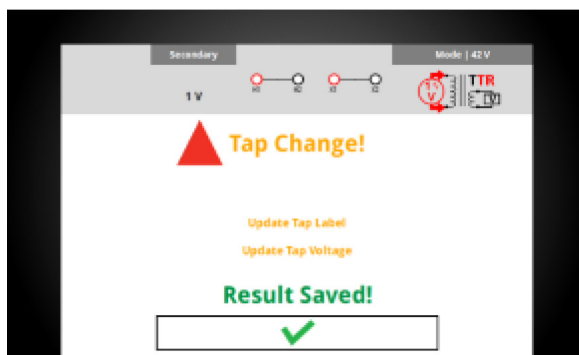 Secondary
Mode | 42 V
1 V
TTR
Tap Change!
Update Tap Label
Update Tap Voltage
Result Saved!